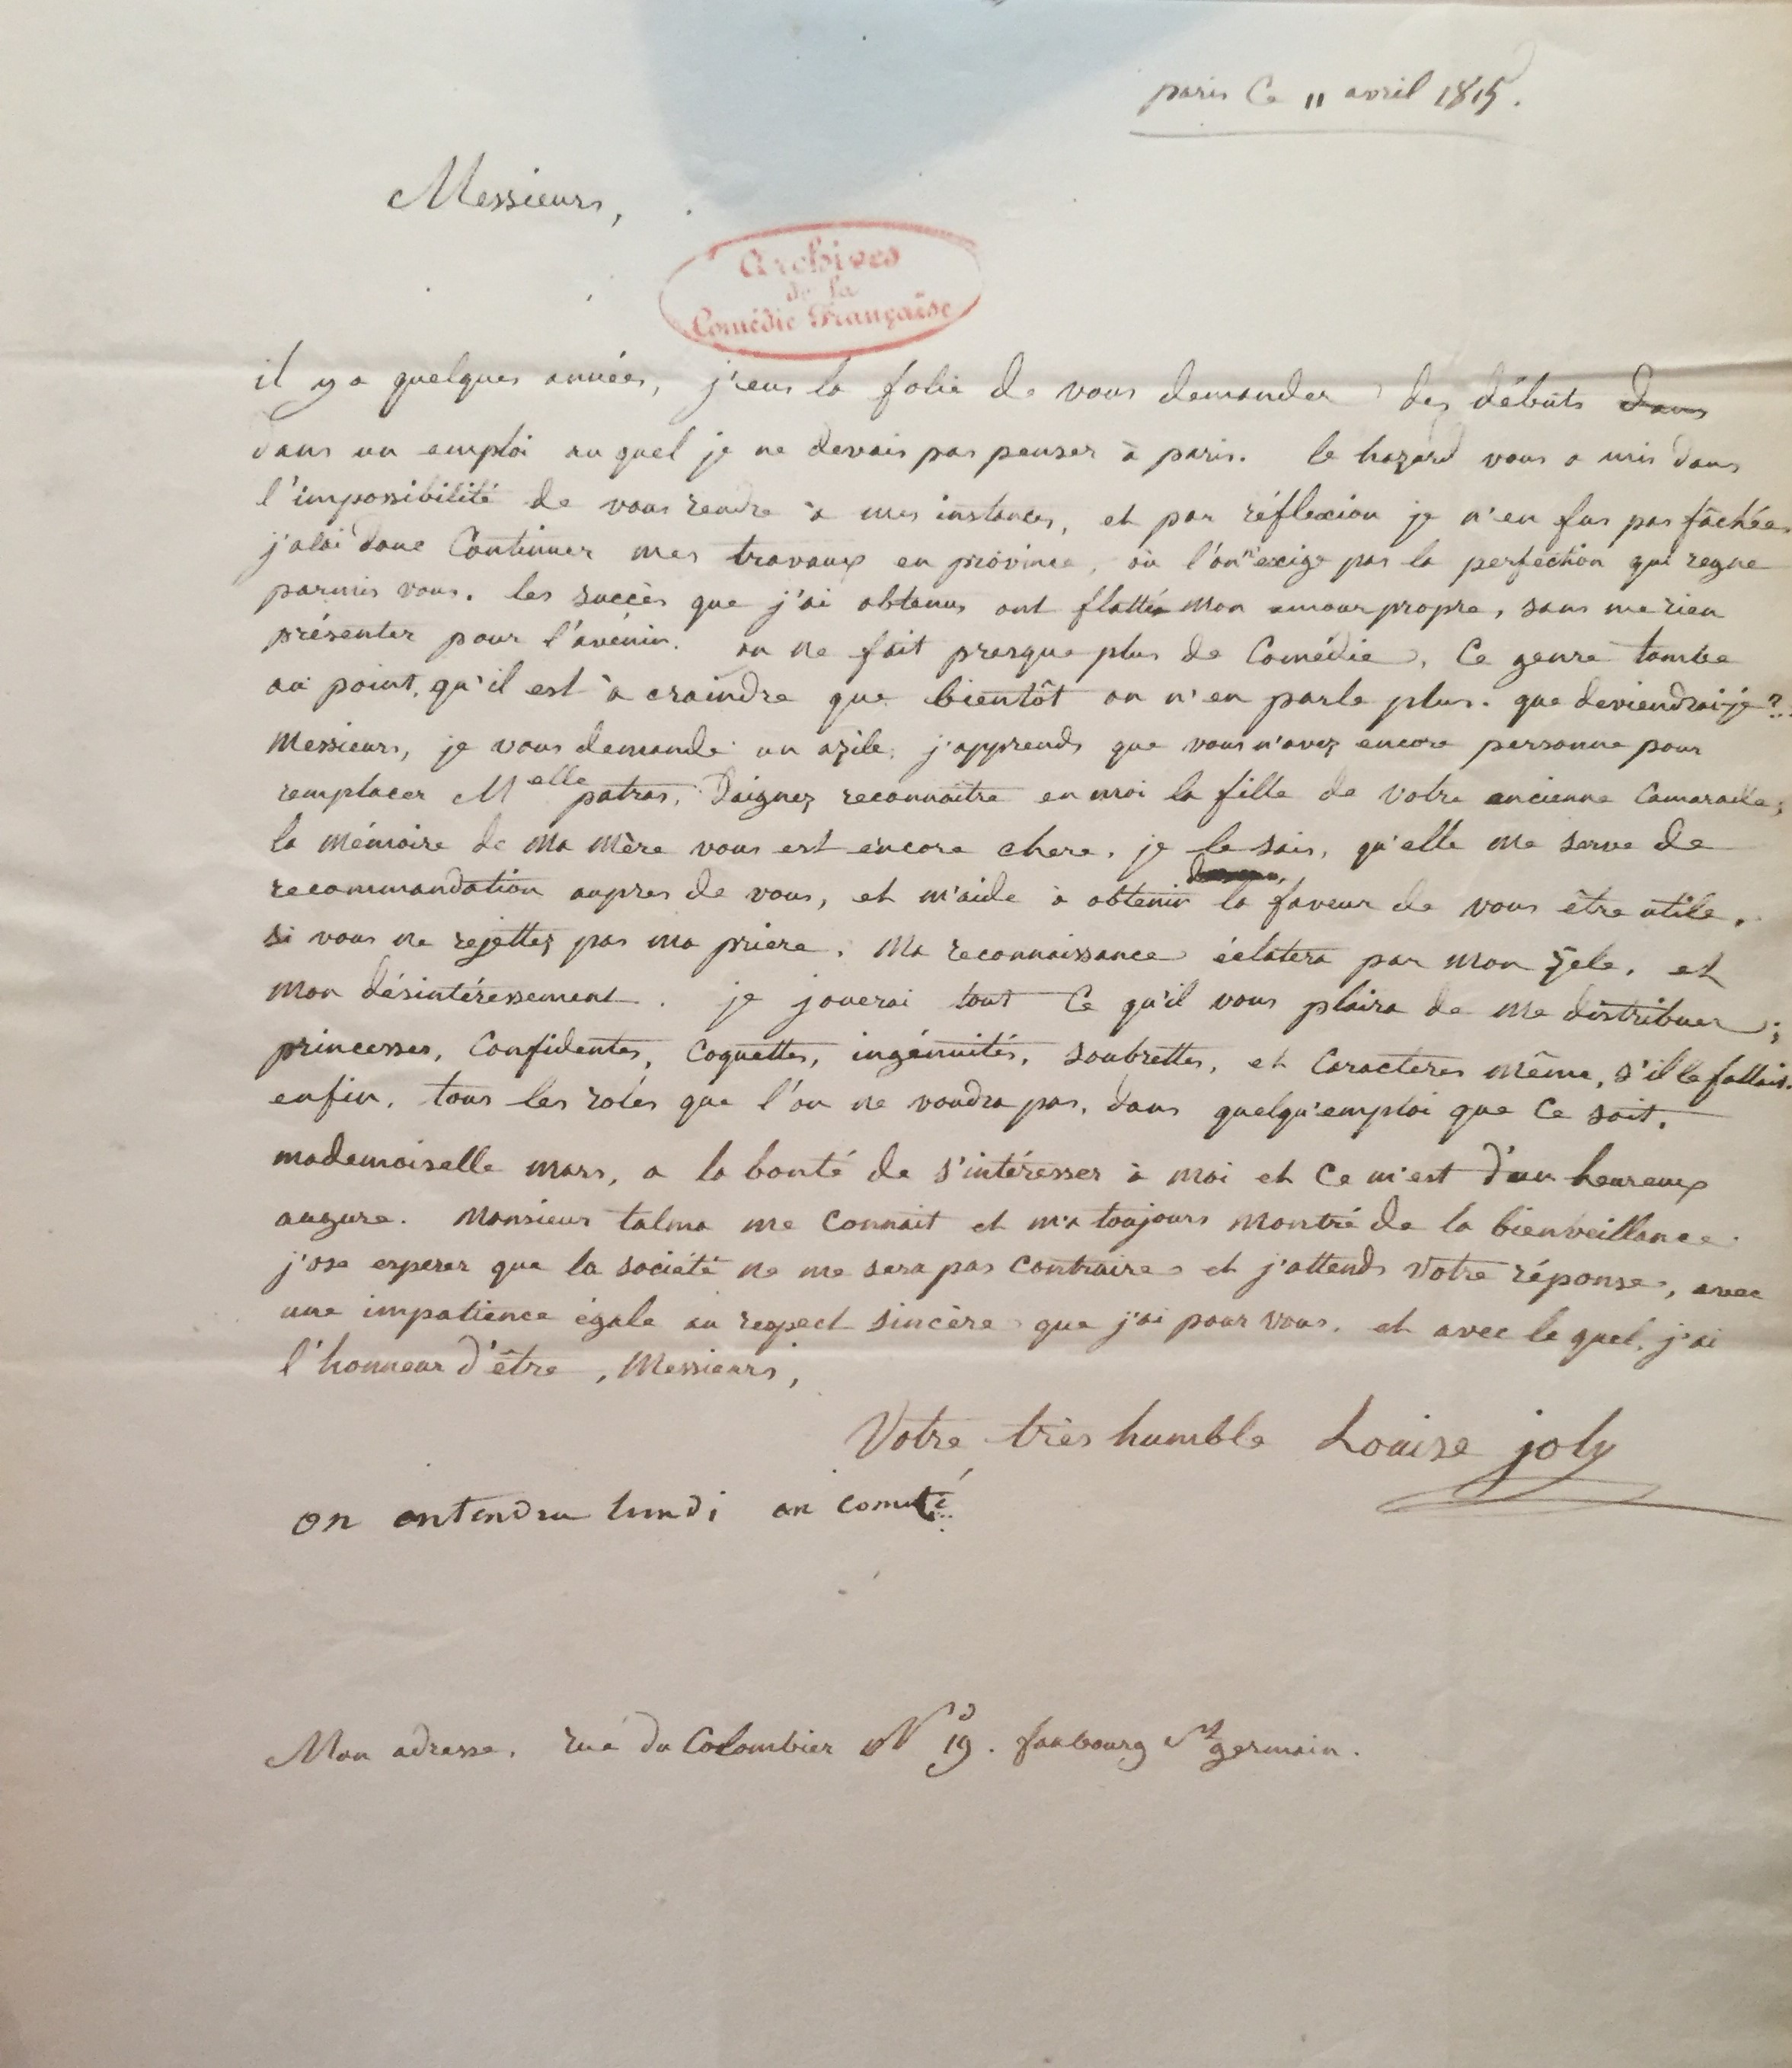 paris Ce 11 avril 1815.
Messieurs,
Archives
de la
Comédie Française
il y a quelques années, j'eus la folie de vous demander des débuts dans
dans un emploi au quel je ne devais pas penser à paris. le hazard vous a mis dans
l'impossibilité de vous rendre à mes instances, et par réflexion je n'en fus pas fâchée.
j'alai donc Continuer mes travaux en province, où l'on n'exige pas la perfection qui regne
parmis vous. les succès que j'ai obtenus ont flatté mon amour propre, sans me rien
présenter pour l'avénir. on ne fait presque plus de Comédie, Ce genre tombe
au point, qu'il est à craindre que bientôt on n'en parle plus. que deviendrai-je?
Messieurs, je vous demande un azile. j'apprends que vous n'avez encore personne pour
remplacer Melle patras, Daignez reconnaitre en moi la fille de votre ancienne Camarade;
la mémoire de ma mère vous est encore chere, je le sais, qu'elle me serve de
recommandation aupres de vous, et m'aide à obtenir la faveur de vous être utile.
si vous ne rejettez pas ma priere, Ma reconnaissance éclatera par mon zele, et
mon désintéressement. je jouerai tout Ce qu'il vous plaira de me distribuer;
princesses, Confidentes, Coquettes, ingénuités, soubrettes, et Caracteres même, s'il le fallait.
enfin, tous les roles que l'on ne voudra pas, dans quelqu'emploi que Ce soit.
mademoiselle mars, a la bonté de s'intéresser à moi et Ce m'est d'un heureux
augure. Monsieur talma me Connait et m'a toujours Montré de la bienveillance.
j'ose esperer que la société ne me sera pas Contraire et j'attends votre réponse, avec
une impatience égale au respect sincère que j'ai pour vous, et avec le quel, j'ai
l'honneur d'être, Messieurs,
Votre très humble Louise joly
on entendra lundi au comité
Mon adresse, rue du Colombier No 19. faubourg St germain.